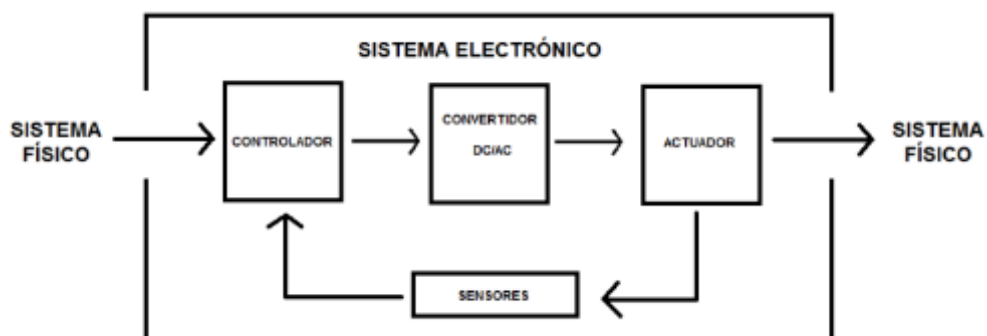 SISTEMA ELECTRÓNICO
SISTEMA
FÍSICO
CONTROLADOR
CONVERTIDOR
DC/AC
ACTUADOR
SISTEMA
FÍSICO
SENSORES